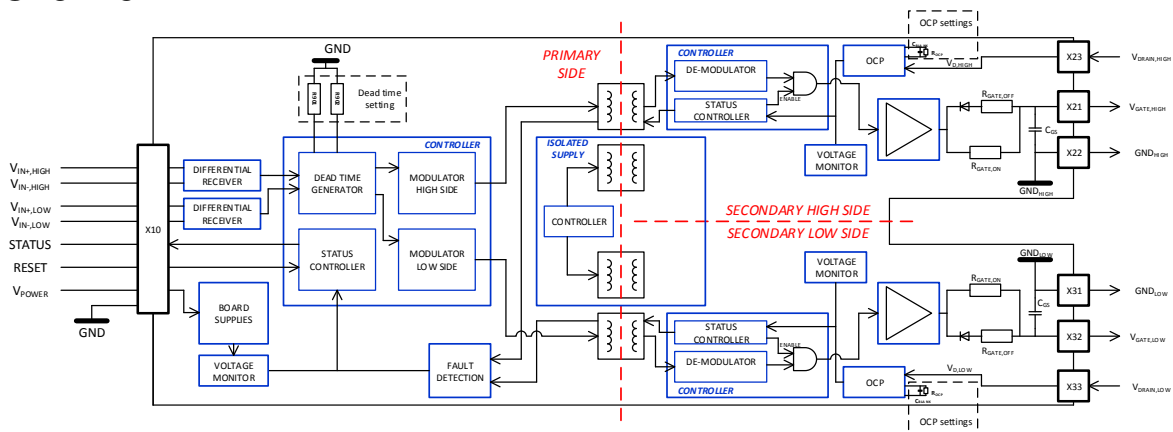 OCP settings
GND
PRIMARY
SIDE
CONTROLLER
OCP
R_OCP
V_D,HIGH
X23
V_DRAIN,HIGH
DE-MODULATOR
STATUS
CONTROLLER
ENABLE
Dead time
setting
R_GATE,OFF
X21
V_GATE,HIGH
C_GS
R_GATE,ON
X22
GND_HIGH
GND_HIGH
VOLTAGE
MONITOR
CONTROLLER
ISOLATED
SUPPLY
V_IN+,HIGH
V_IN-,HIGH
V_IN+,LOW
V_IN-,LOW
STATUS
RESET
V_POWER
GND
X10
DIFFERENTIAL
RECEIVER
DIFFERENTIAL
RECEIVER
DEAD TIME
GENERATOR
MODULATOR
HIGH SIDE
STATUS
CONTROLLER
MODULATOR
LOW SIDE
CONTROLLER
SECONDARY HIGH SIDE
SECONDARY LOW SIDE
BOARD
SUPPLIES
VOLTAGE
MONITOR
FAULT
DETECTION
VOLTAGE
MONITOR
GND_LOW
R_GATE,ON
C_GS
X31
GND_LOW
R_GATE,OFF
X32
V_GATE,LOW
STATUS
CONTROLLER
ENABLE
DE-MODULATOR
CONTROLLER
OCP
V_D,LOW
R_OCP
X33
V_DRAIN,LOW
OCP settings